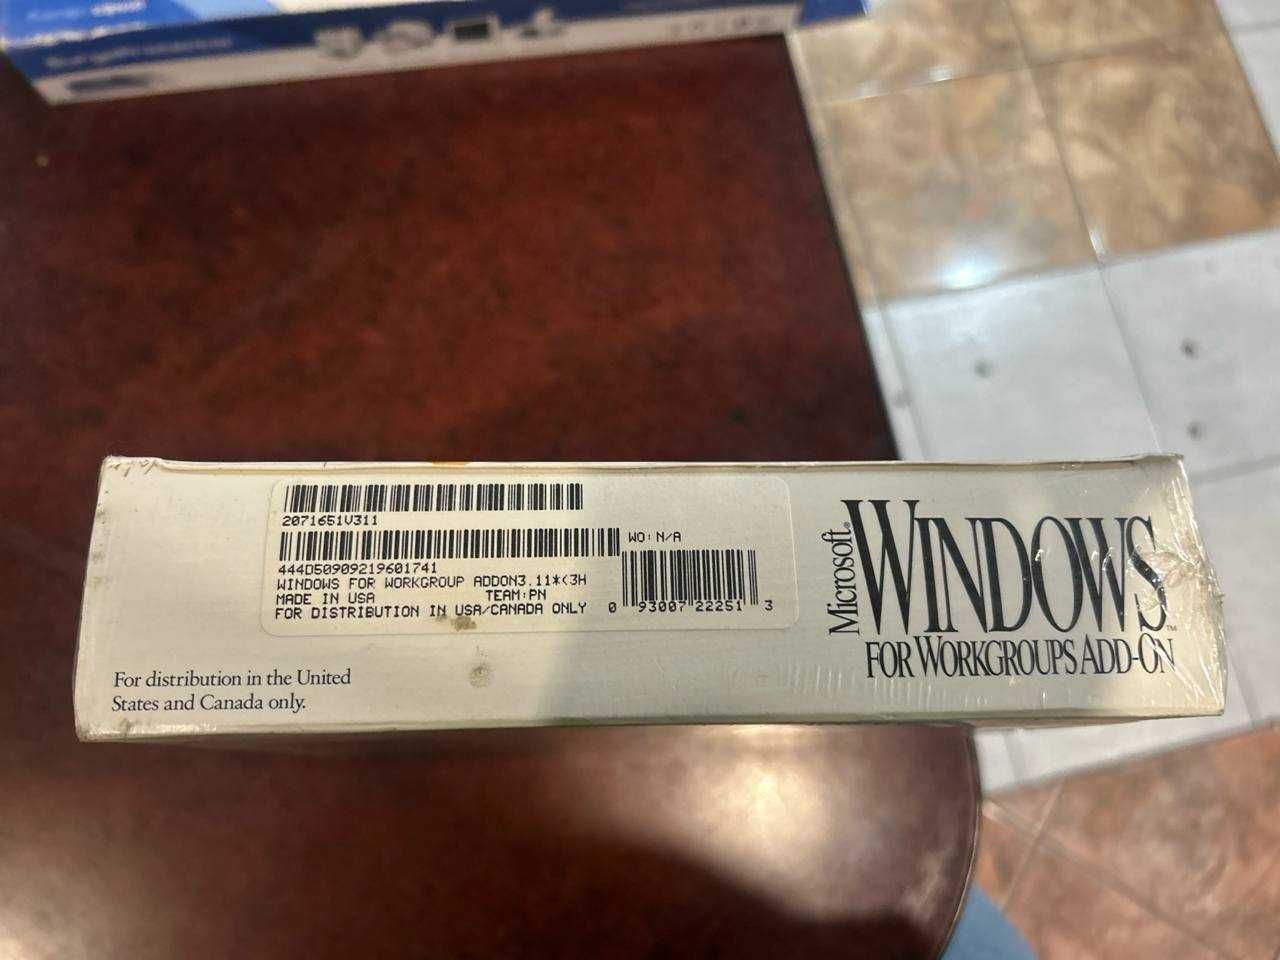 2071651V311
WO: N/A
444D50909219601741
WINDOWS FOR WORKGROUP ADDON3.11*(3H
MADE IN USA TEAM:PN
FOR DISTRIBUTION IN USA/CANADA ONLY
0 93007 22251 3
Microsoft®
WINDOWS™
FOR WORKGROUPS ADD-ON
For distribution in the United
States and Canada only.